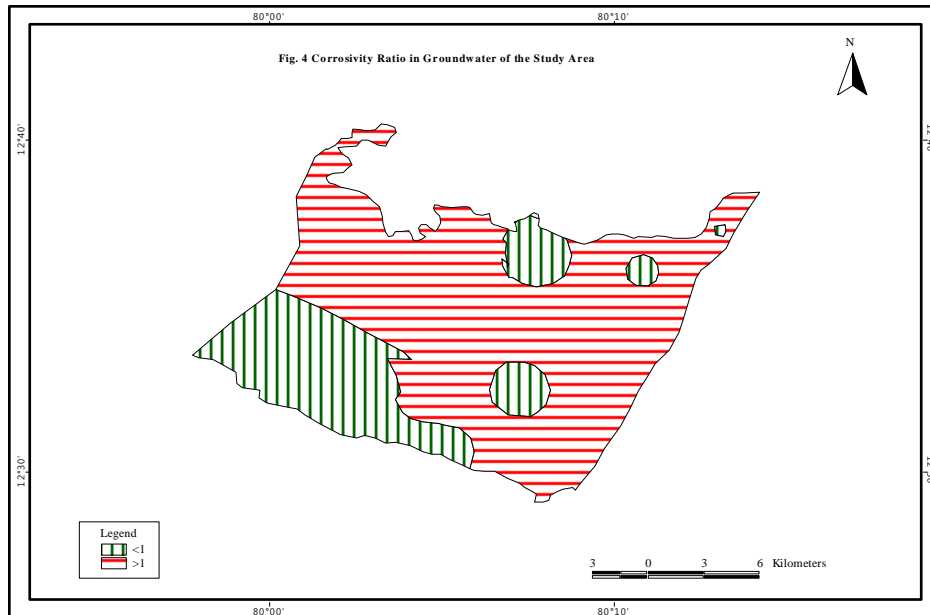 80°00'
80°10'
Fig. 4 Corrosivity Ratio in Groundwater of the Study Area
N
12°40'
12°30'
Legend
<1
>1
3 0 3 6 Kilometers
80°00'
80°10'